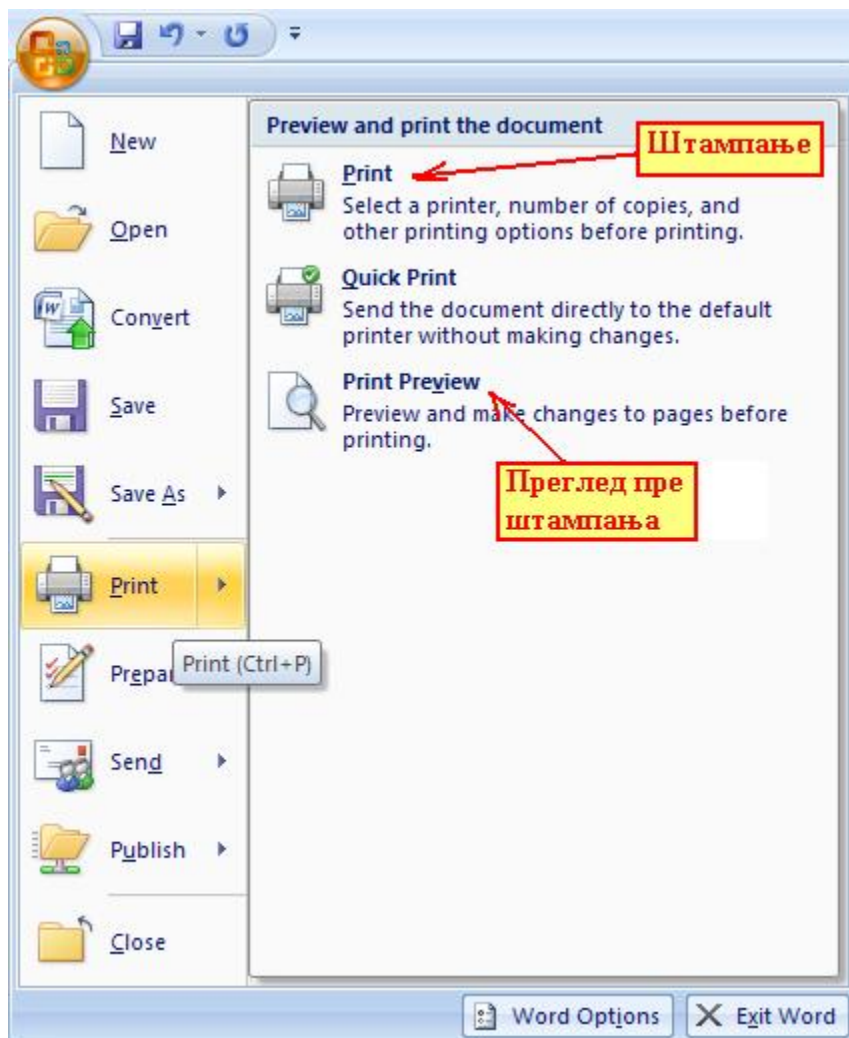 New
Open
Convert
Save
Save As
Print
Print (Ctrl+P)
Send
Publish
Close
Preview and print the document
Штампање
Print
Select a printer, number of copies, and
other printing options before printing.
Quick Print
Send the document directly to the default
printer without making changes.
Print Preview
Preview and make changes to pages before
printing.
Преглед пре
штампања
Word Options
Exit Word